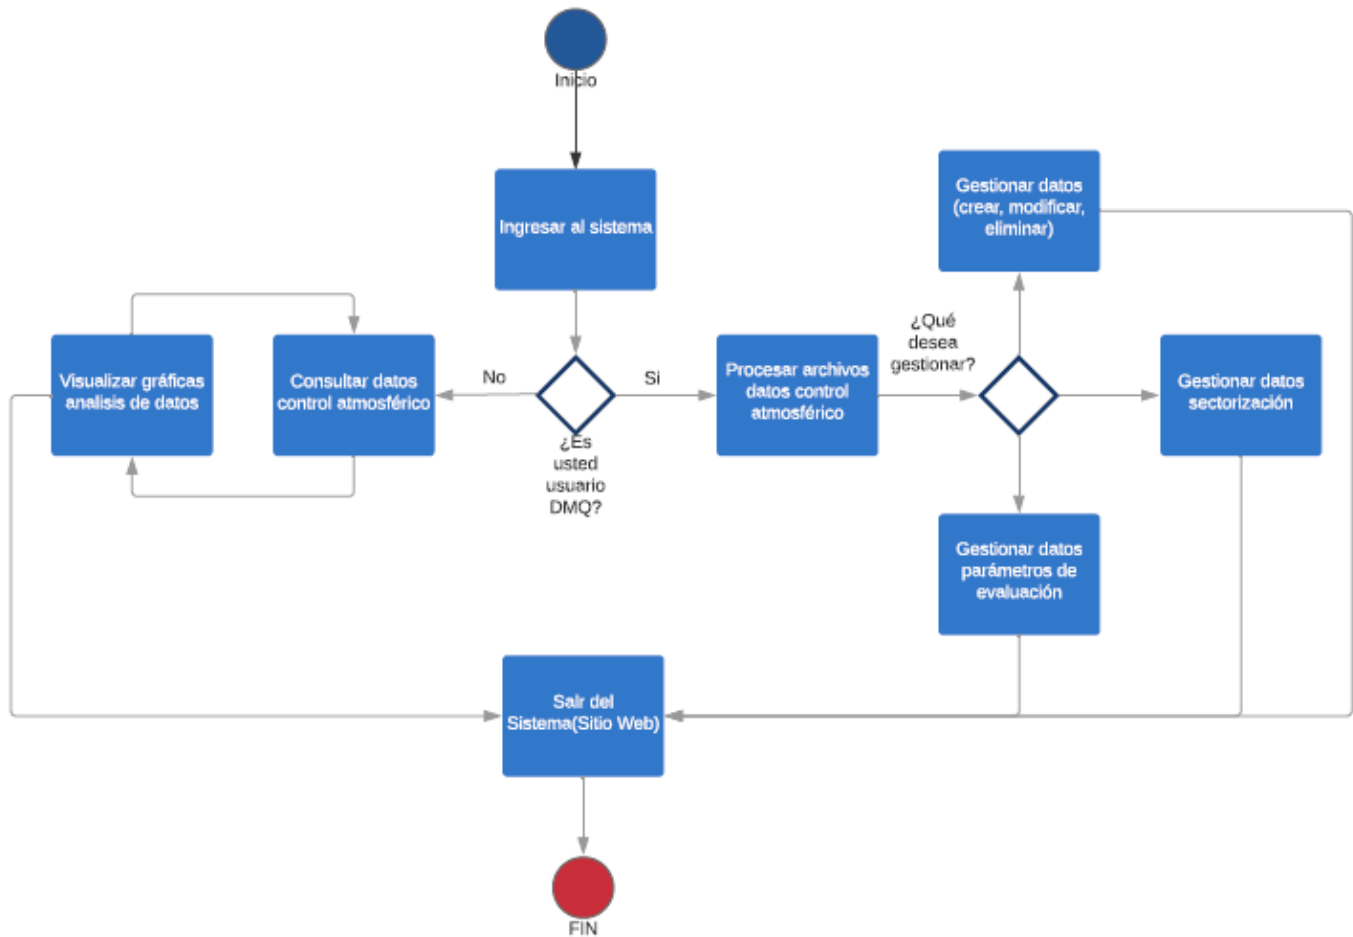 Inicio
Ingresar al sistema
Gestionar datos
(crear, modificar,
eliminar)
¿Qué
desea
gestionar?
Visualizar gráficas
analisis de datos
Consultar datos
control atmosférico
No
Si
¿Es
usted
usuario
DMQ?
Procesar archivos
datos control
atmosférico
Gestionar datos
sectorización
Gestionar datos
parámetros de
evaluación
Salr del
Sistema(Sitio Web)
FIN